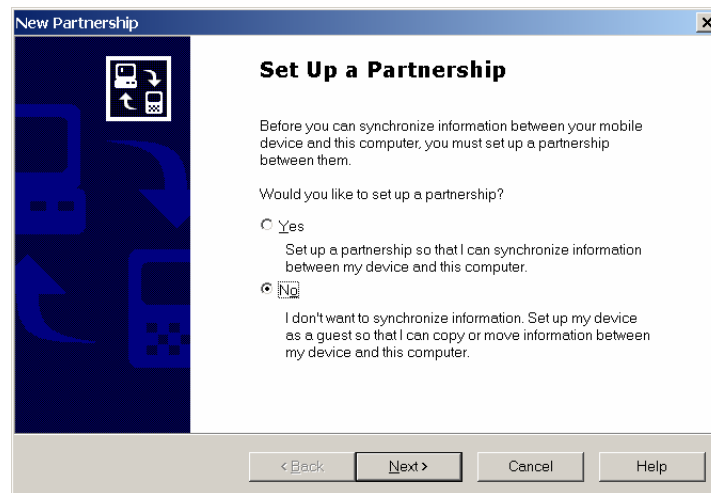 New Partnership
Set Up a Partnership
Before you can synchronize information between your mobile
device and this computer, you must set up a partnership
between them.
Would you like to set up a partnership?
Yes
Set up a partnership so that I can synchronize information
between my device and this computer.
No
I don't want to synchronize information. Set up my device
as a guest so that I can copy or move information between
my device and this computer.
< Back Next > Cancel Help